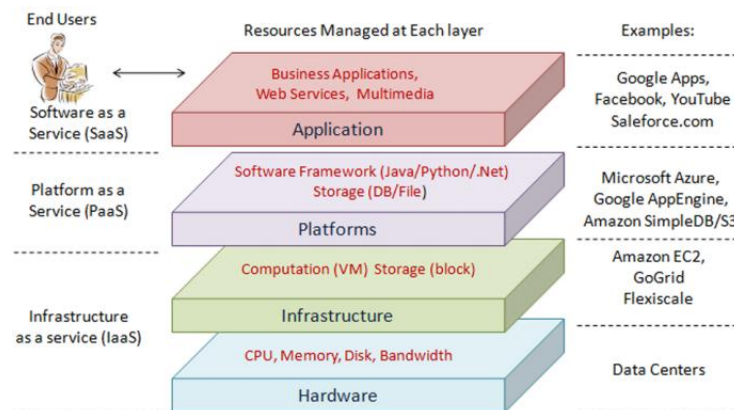 End Users
Resources Managed at Each layer
Examples:
Business Applications,
Web Services, Multimedia
Application
Software as a
Service (SaaS)
Google Apps,
Facebook, YouTube
Saleforce.com
Software Framework (Java/Python/.Net)
Storage (DB/File)
Platforms
Platform as a
Service (PaaS)
Microsoft Azure,
Google AppEngine,
Amazon SimpleDB/S3
Computation (VM) Storage (block)
Infrastructure
Amazon EC2,
GoGrid
Flexiscale
Infrastructure
as a service (IaaS)
CPU, Memory, Disk, Bandwidth
Hardware
Data Centers